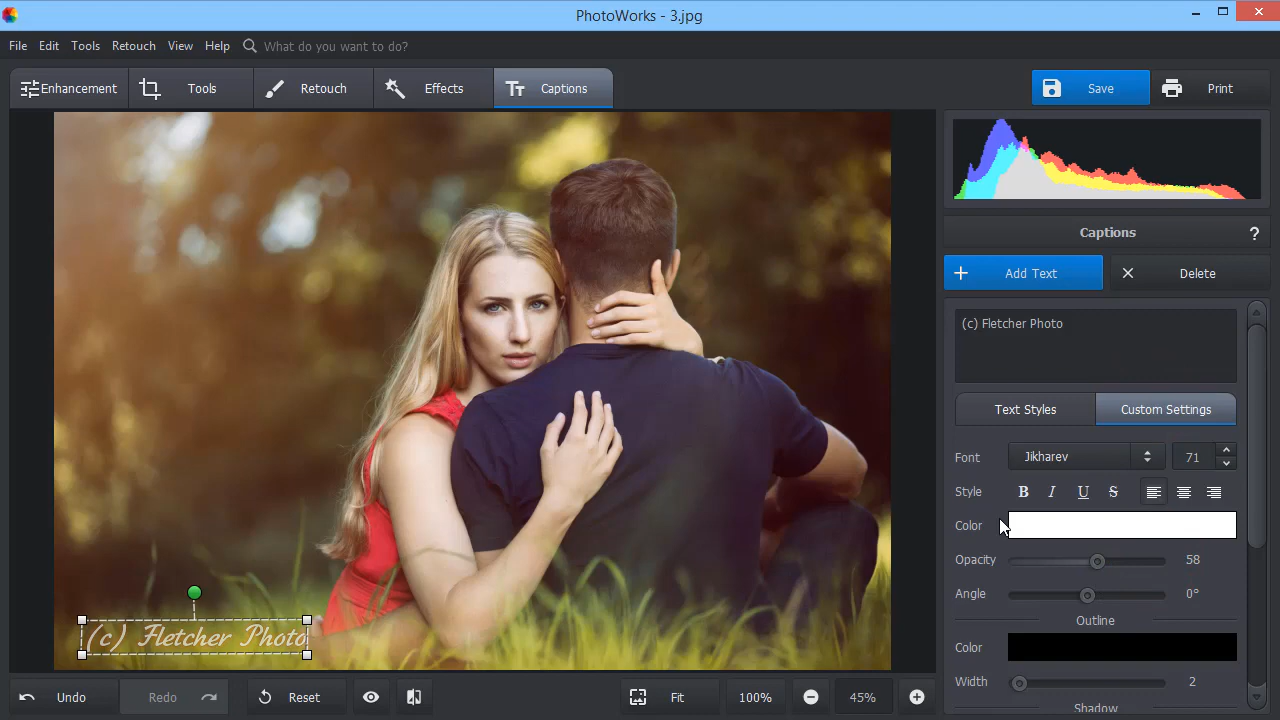 PhotoWorks - 3.jpg
File Edit Tools Retouch View Help What do you want to do?
Enhancement Tools Retouch Effects Captions Save Print
Captions ?
Add Text Delete
(c) Fletcher Photo
Text Styles Custom Settings
Font Jikharev 71
Style B I U S
Color
Opacity 58
Angle 0°
Outline
Color
Width 2
Shadow
(c) Fletcher Photo
Undo Redo Reset Fit 100% 45%